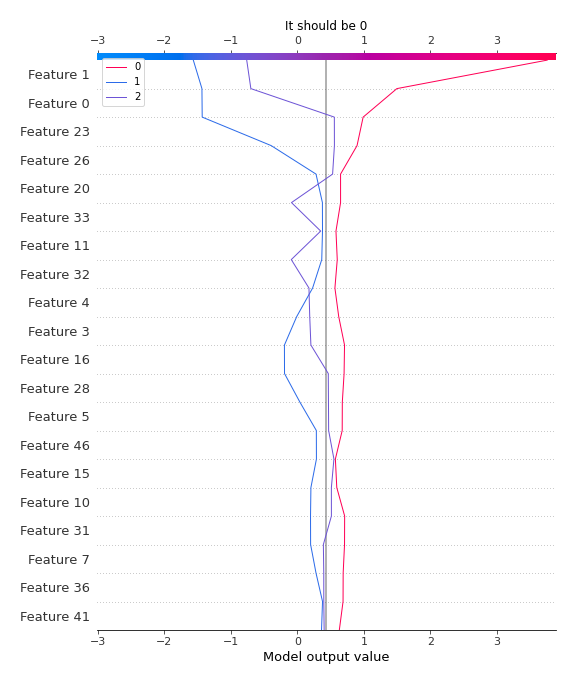 It should be 0
−3 −2 −1 0 1 2 3
0
1
2
Feature 1
Feature 0
Feature 23
Feature 26
Feature 20
Feature 33
Feature 11
Feature 32
Feature 4
Feature 3
Feature 16
Feature 28
Feature 5
Feature 46
Feature 15
Feature 10
Feature 31
Feature 7
Feature 36
Feature 41
−3 −2 −1 0 1 2 3
Model output value